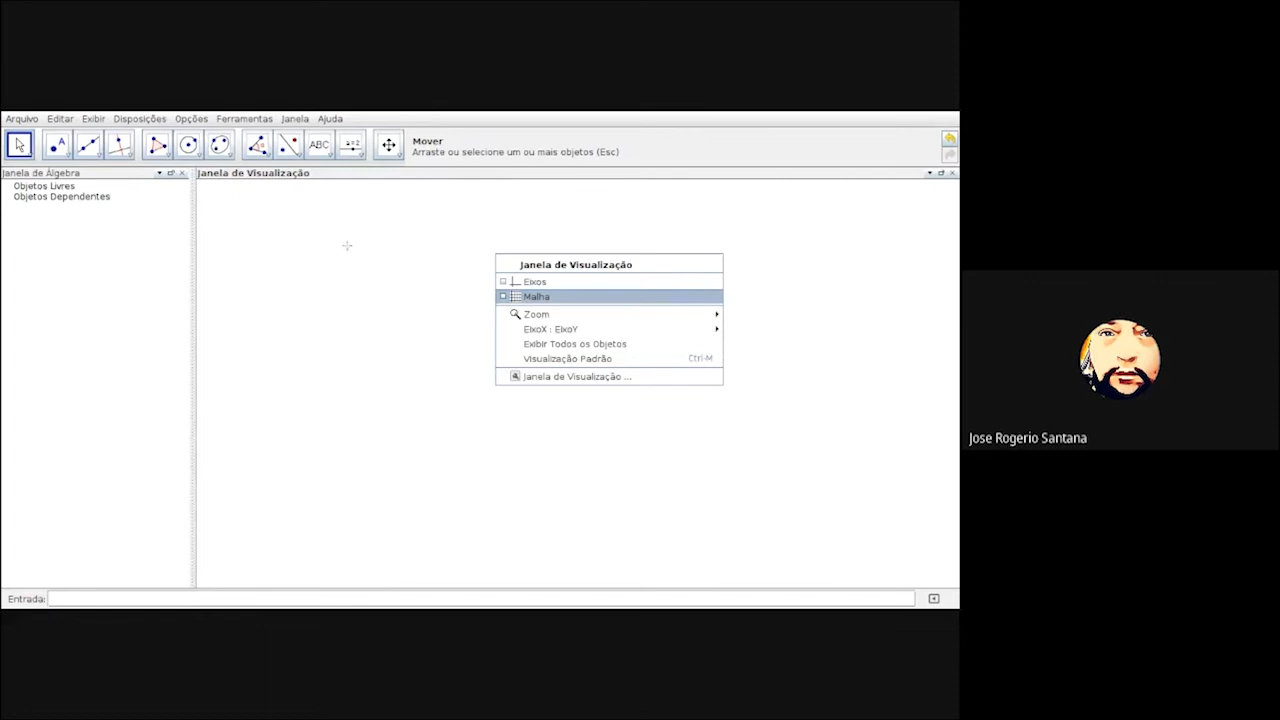 Arquivo Editar Exibir Disposições Opções Ferramentas Janela Ajuda
A ABC a=2
Mover
Arraste ou selecione um ou mais objetos (Esc)
Janela de Álgebra
Janela de Visualização
Objetos Livres
Objetos Dependentes
Janela de Visualização
Eixos
Malha
Zoom
EixoX : EixoY
Exibir Todos os Objetos
Visualização Padrão Ctrl-M
Janela de Visualização ...
Jose Rogerio Santana
Entrada: